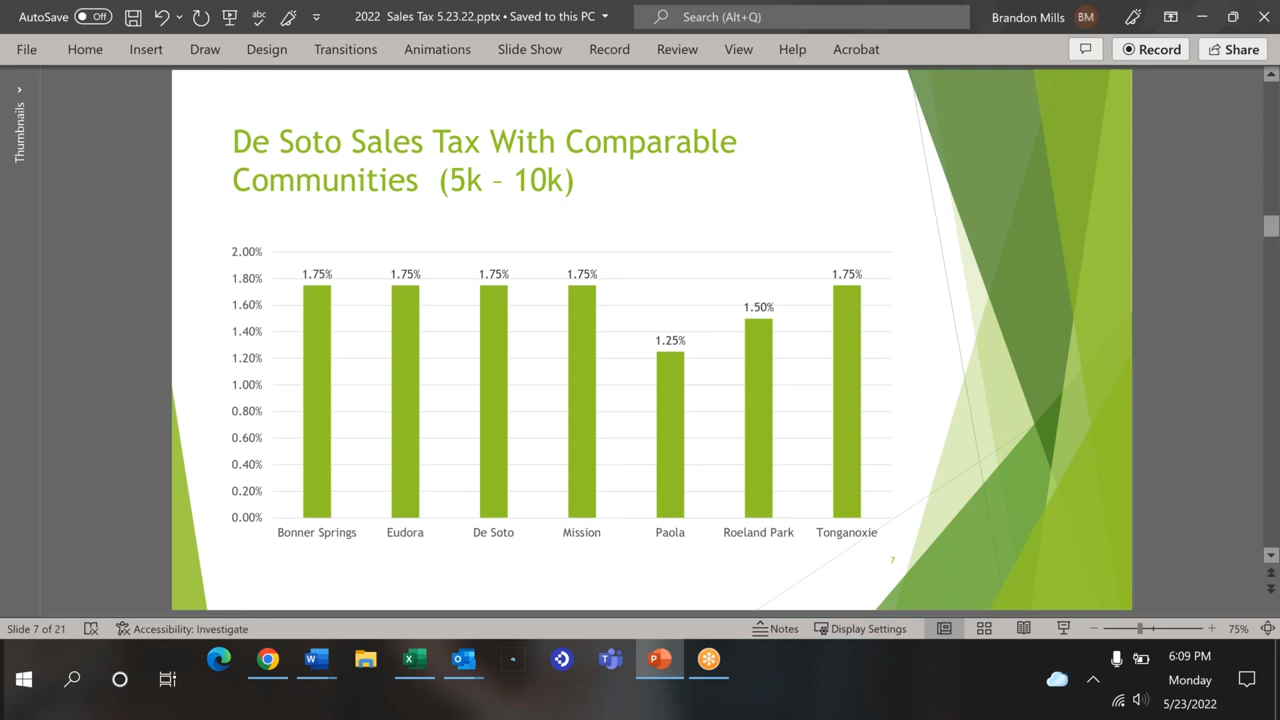 AutoSave Off abc 2022 Sales Tax 5.23.22.pptx • Saved to this PC Search (Alt+Q) Brandon Mills BM
File Home Insert Draw Design Transitions Animations Slide Show Record Review View Help Acrobat Record Share
Thumbnails
De Soto Sales Tax With Comparable
Communities (5k – 10k)
2.00%
1.80%
1.60%
1.40%
1.20%
1.00%
0.80%
0.60%
0.40%
0.20%
0.00%
1.75% 1.75% 1.75% 1.75% 1.25% 1.50% 1.75%
Bonner Springs Eudora De Soto Mission Paola Roeland Park Tonganoxie
7
Slide 7 of 21 Accessibility: Investigate Notes Display Settings 75%
6:09 PM
Monday
5/23/2022